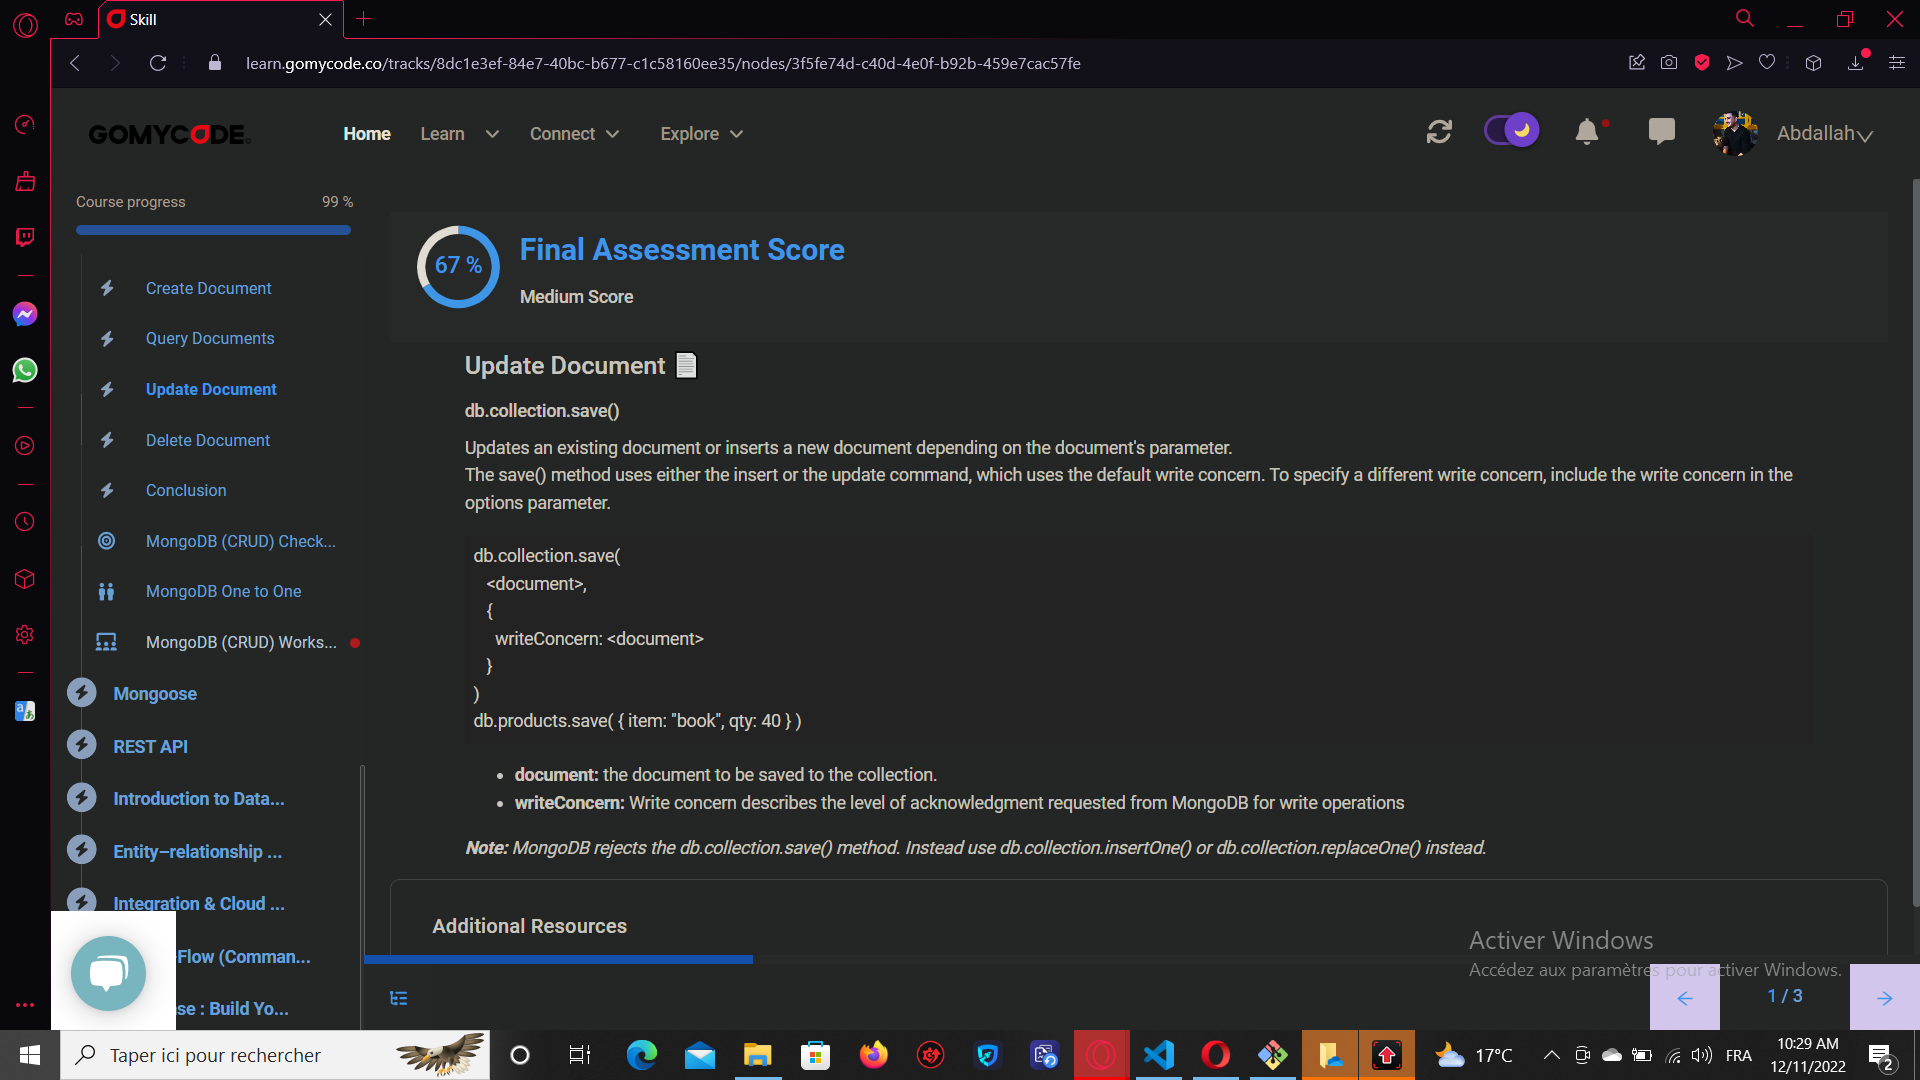 Skill
learn.gomycode.co/tracks/8dc1e3ef-84e7-40bc-b677-c1c58160ee35/nodes/3f5fe74d-c40d-4e0f-b92b-459e7cac57fe
GOMYCODE
Home Learn Connect Explore
Abdallah
Course progress 99 %
Create Document
Query Documents
Update Document
Delete Document
Conclusion
MongoDB (CRUD) Check...
MongoDB One to One
MongoDB (CRUD) Works...
Mongoose
REST API
Introduction to Data...
Entity–relationship ...
Integration & Cloud ...
Flow (Comman...
se : Build Yo...
67 %
Final Assessment Score
Medium Score
Update Document
db.collection.save()
Updates an existing document or inserts a new document depending on the document's parameter.
The save() method uses either the insert or the update command, which uses the default write concern. To specify a different write concern, include the write concern in the
options parameter.
db.collection.save(
<document>,
{
writeConcern: <document>
}
)
db.products.save( { item: "book", qty: 40 } )
• document: the document to be saved to the collection.
• writeConcern: Write concern describes the level of acknowledgment requested from MongoDB for write operations
Note: MongoDB rejects the db.collection.save() method. Instead use db.collection.insertOne() or db.collection.replaceOne() instead.
Additional Resources
Activer Windows
Accédez aux paramètres pour activer Windows.
1 / 3
Taper ici pour rechercher
17°C
FRA
10:29 AM
12/11/2022
2